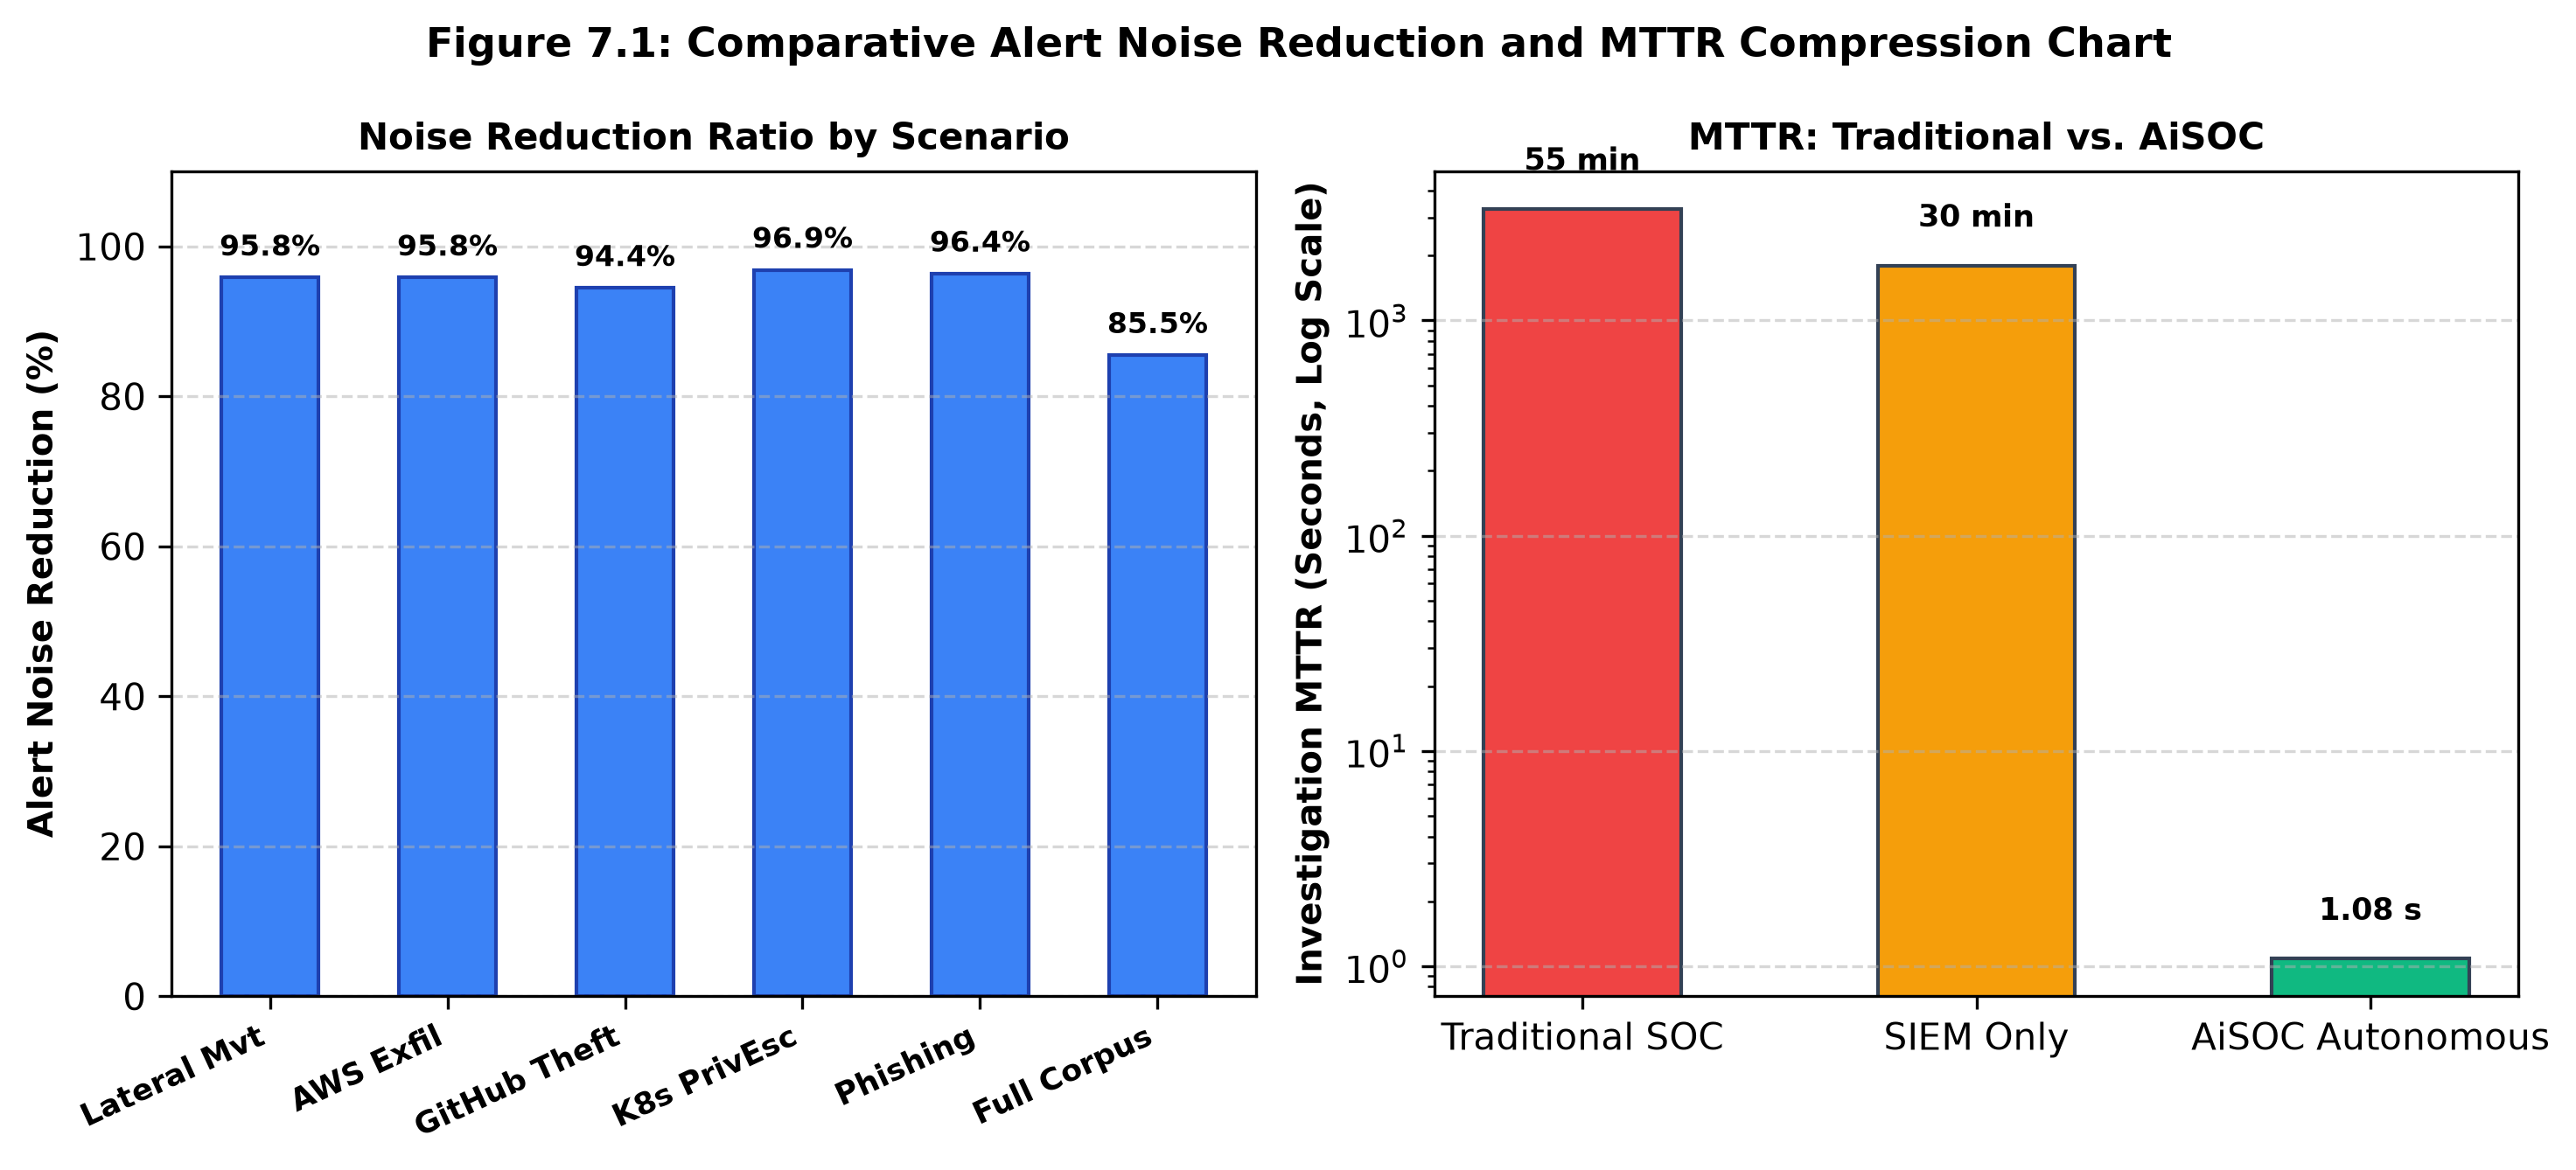 Figure 7.1: Comparative Alert Noise Reduction and MTTR Compression Chart
Noise Reduction Ratio by Scenario
Alert Noise Reduction (%)
100
80
60
40
20
0
95.8%
95.8%
94.4%
96.9%
96.4%
85.5%
Lateral Mvt
AWS Exfil
GitHub Theft
K8s PrivEsc
Phishing
Full Corpus
MTTR: Traditional vs. AiSOC
Investigation MTTR (Seconds, Log Scale)
10³
10²
10¹
10⁰
55 min
30 min
1.08 s
Traditional SOC
SIEM Only
AiSOC Autonomous